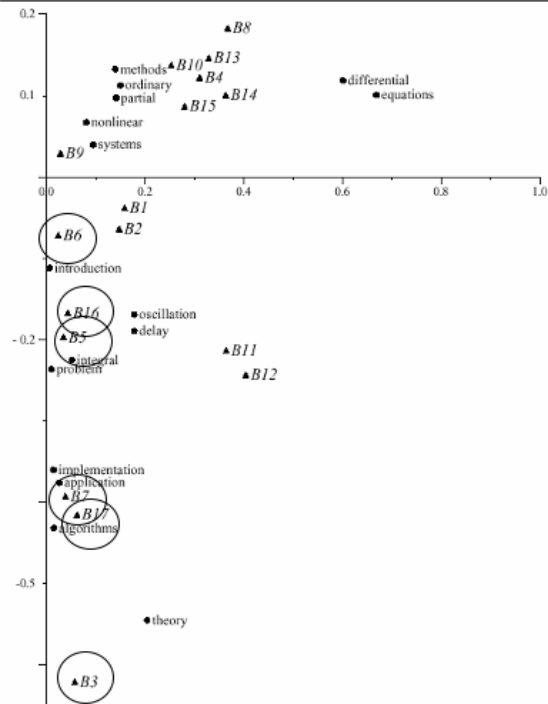 0.2
B8
B13
B10
methods
B4
differential
ordinary
0.1
partial
B14
equations
B15
nonlinear
systems
B9
0.0 0.2 0.4 0.6 0.8 1.0
B1
B2
B6
introduction
B16
oscillation
delay
B5
- 0.2
B11
integral
problem
B12
implementation
application
B7
B17
algorithms
-0.5
theory
B3